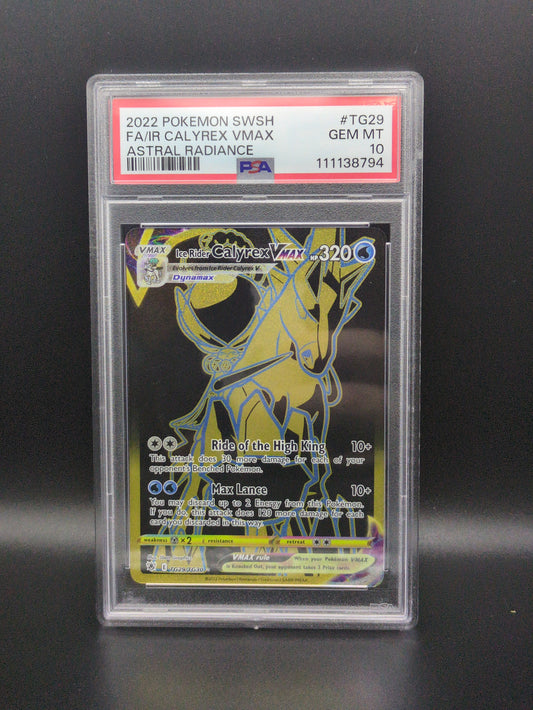 2022 POKEMON SWSH #TG29
FA/IR CALYREX VMAX GEM MT
ASTRAL RADIANCE 10
PSA 111138794
VMAX Ice Rider Calyrex VMAX HP 320
Evolves from Ice Rider Calyrex V
Dynamax
Ride of the High King 10+
This attack does 30 more damage for each of your
opponent's Benched Pokémon.
Max Lance 10+
You may discard up to 2 Energy from this Pokémon.
If you do, this attack does 120 more damage for each
card you discarded in this way.
weakness ×2 resistance retreat
VMAX rule When your Pokémon VMAX
is Knocked Out, your opponent takes 3 Prize cards.
TG29/TG30